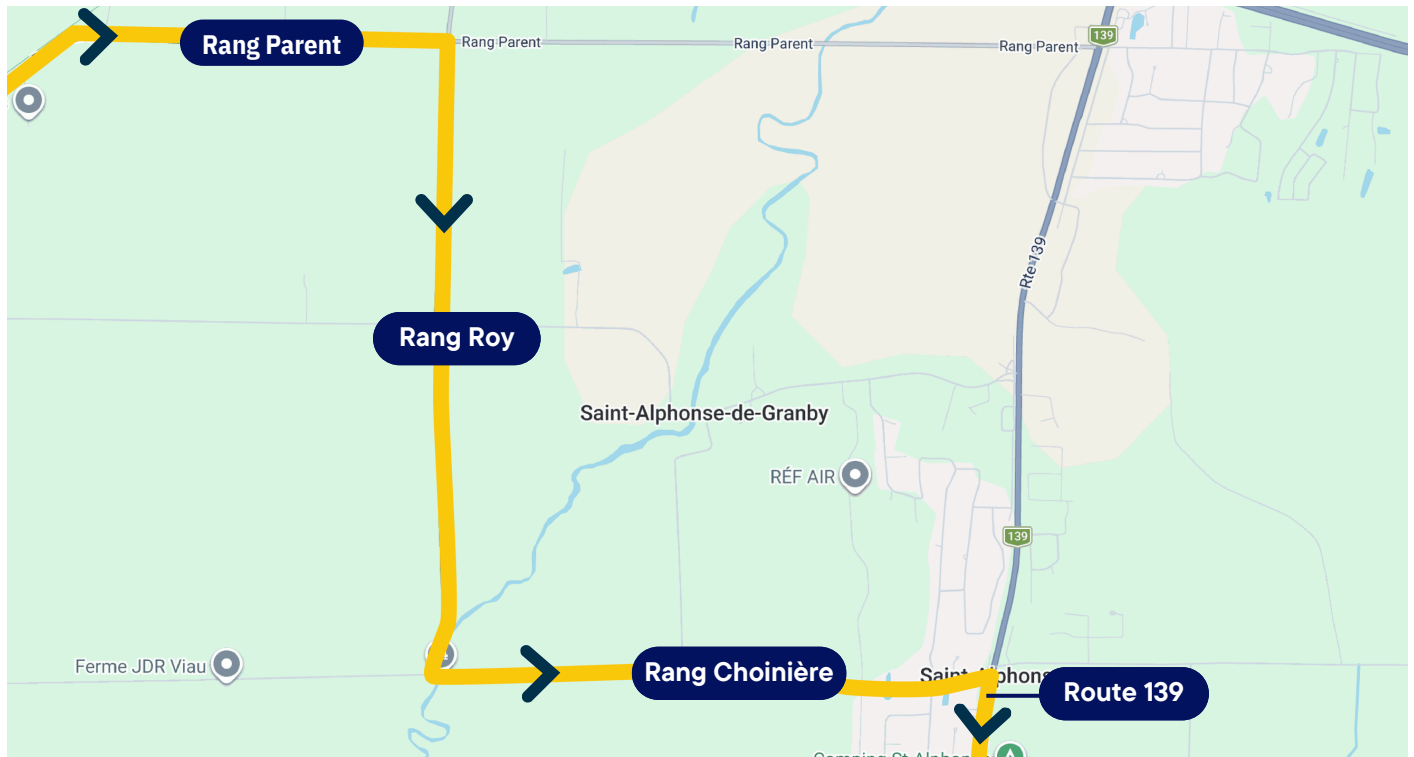 139
Rang Parent
Rang Parent
Rang Parent
Rang Parent
Rte 139
Rang Roy
Saint-Alphonse-de-Granby
RÉF AIR
139
Ferme JDR Viau
Rang Choinière
Route 139